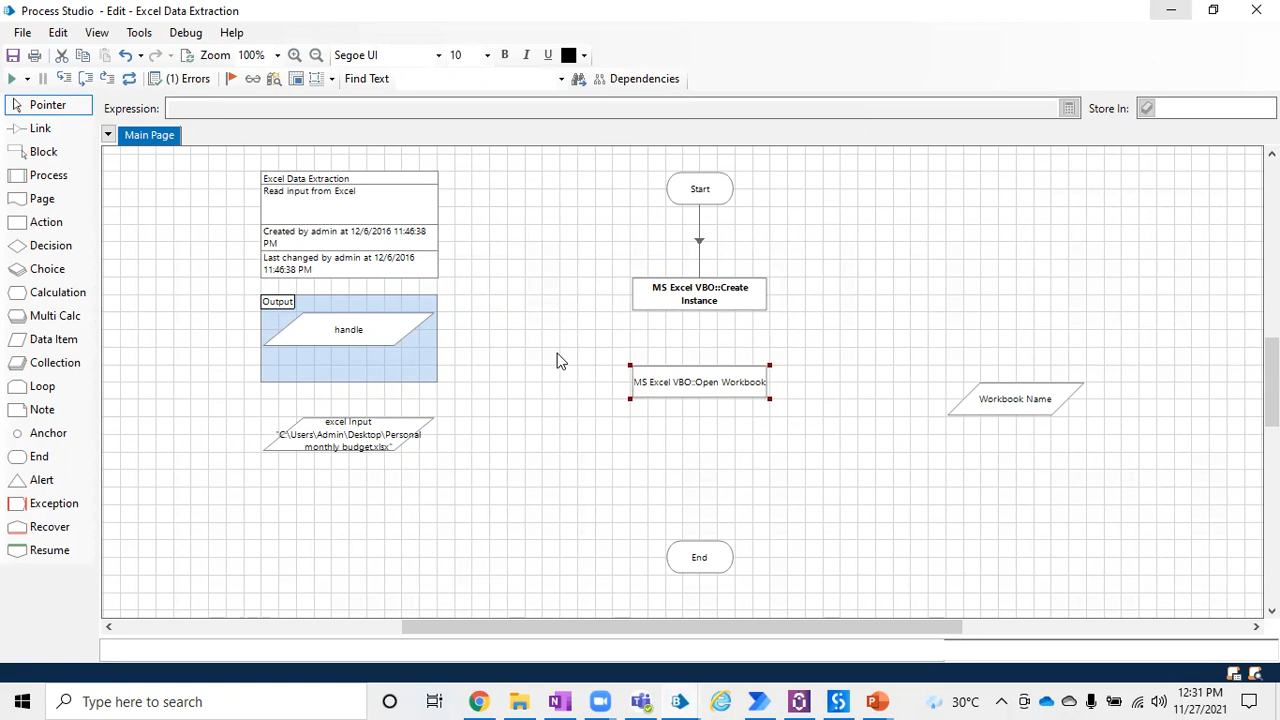 Process Studio - Edit - Excel Data Extraction
File Edit View Tools Debug Help
Zoom 100% Segoe UI 10 B I U
(1) Errors Find Text Dependencies
Pointer
Link
Block
Process
Page
Action
Decision
Choice
Calculation
Multi Calc
Data Item
Collection
Loop
Note
Anchor
End
Alert
Exception
Recover
Resume
Expression: Store In:
Main Page
Excel Data Extraction
Read input from Excel
Created by admin at 12/6/2016 11:46:38
PM
Last changed by admin at 12/6/2016
11:46:38 PM
Output
handle
excel Input
"C:\Users\Admin\Desktop\Personal
monthly budget.xlsx"
Start
MS Excel VBO::Create
Instance
MS Excel VBO::Open Workbook
Workbook Name
End
Type here to search
30°C
12:31 PM
11/27/2021